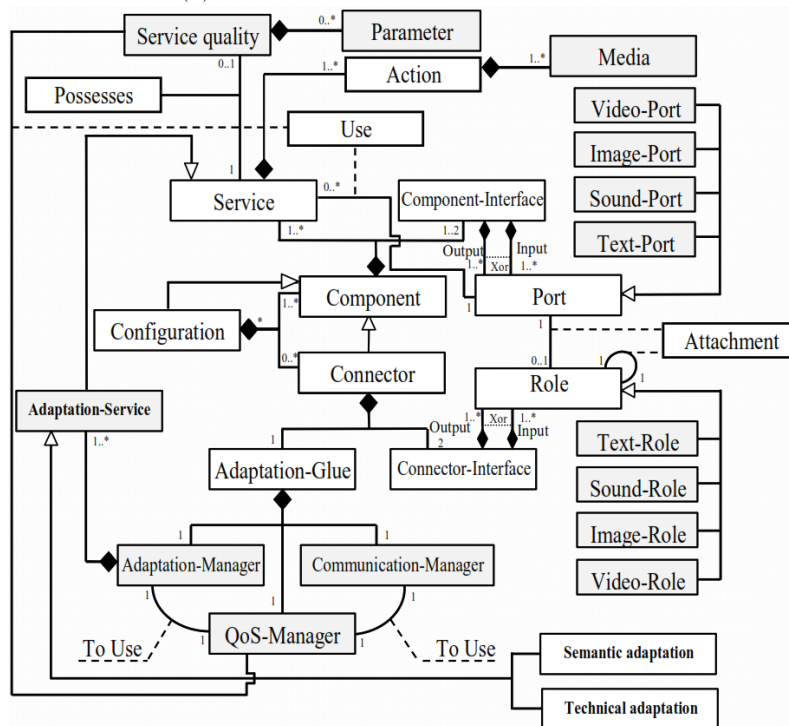 Service quality
0..*
Parameter
0..1
1..*
Action
1..*
Media
Possesses
Use
Video-Port
Image-Port
Sound-Port
Text-Port
1
Service
0..*
Component-Interface
1..*
1..2
Output
Input
1..*
Xor
1..*
Component
1..*
Port
1
1
Configuration
*
0..*
Connector
Attachment
0..1
1
Role
1
Adaptation-Service
1..*
1..*
Xor
1..*
Output
Input
1
2
Adaptation-Glue
Connector-Interface
Text-Role
Sound-Role
Image-Role
Video-Role
1
1
Adaptation-Manager
Communication-Manager
1
1
1
1
QoS-Manager
1
To Use
To Use
Semantic adaptation
Technical adaptation